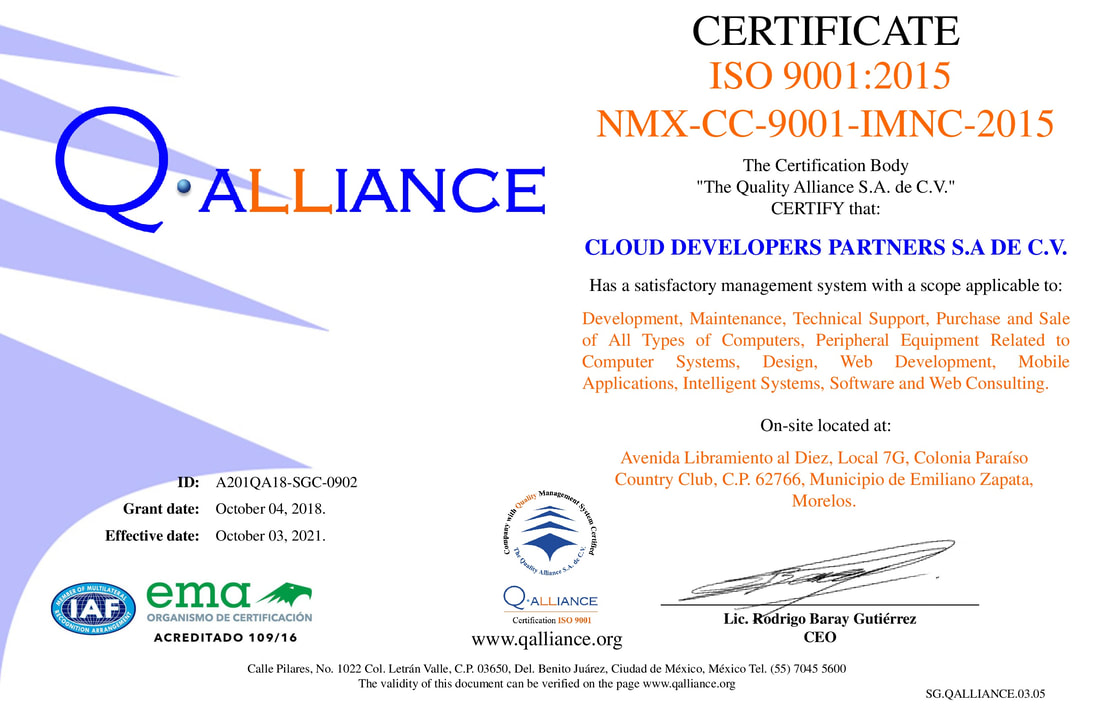 CERTIFICATE
ISO 9001:2015
NMX-CC-9001-IMNC-2015
Q·ALLIANCE
The Certification Body
"The Quality Alliance S.A. de C.V."
CERTIFY that:
CLOUD DEVELOPERS PARTNERS S.A DE C.V.
Has a satisfactory management system with a scope applicable to:
Development, Maintenance, Technical Support, Purchase and Sale
of All Types of Computers, Peripheral Equipment Related to
Computer Systems, Design, Web Development, Mobile
Applications, Intelligent Systems, Software and Web Consulting.
On-site located at:
Avenida Libramiento al Diez, Local 7G, Colonia Paraíso
Country Club, C.P. 62766, Municipio de Emiliano Zapata,
Morelos.
ID: A201QA18-SGC-0902
Grant date: October 04, 2018.
Effective date: October 03, 2021.
Company with Quality Management System Certified
The Quality Alliance S.A. de C.V.
MEMBER OF MULTILATERAL
IAF
RECOGNITION ARRANGEMENT
ema
ORGANISMO DE CERTIFICACIÓN
ACREDITADO 109/16
Q·ALLIANCE
Certification ISO 9001
www.qalliance.org
Lic. Rodrigo Baray Gutiérrez
CEO
Calle Pilares, No. 1022 Col. Letrán Valle, C.P. 03650, Del. Benito Juárez, Ciudad de México, México Tel. (55) 7045 5600
The validity of this document can be verified on the page www.qalliance.org
SG.QALLIANCE.03.05